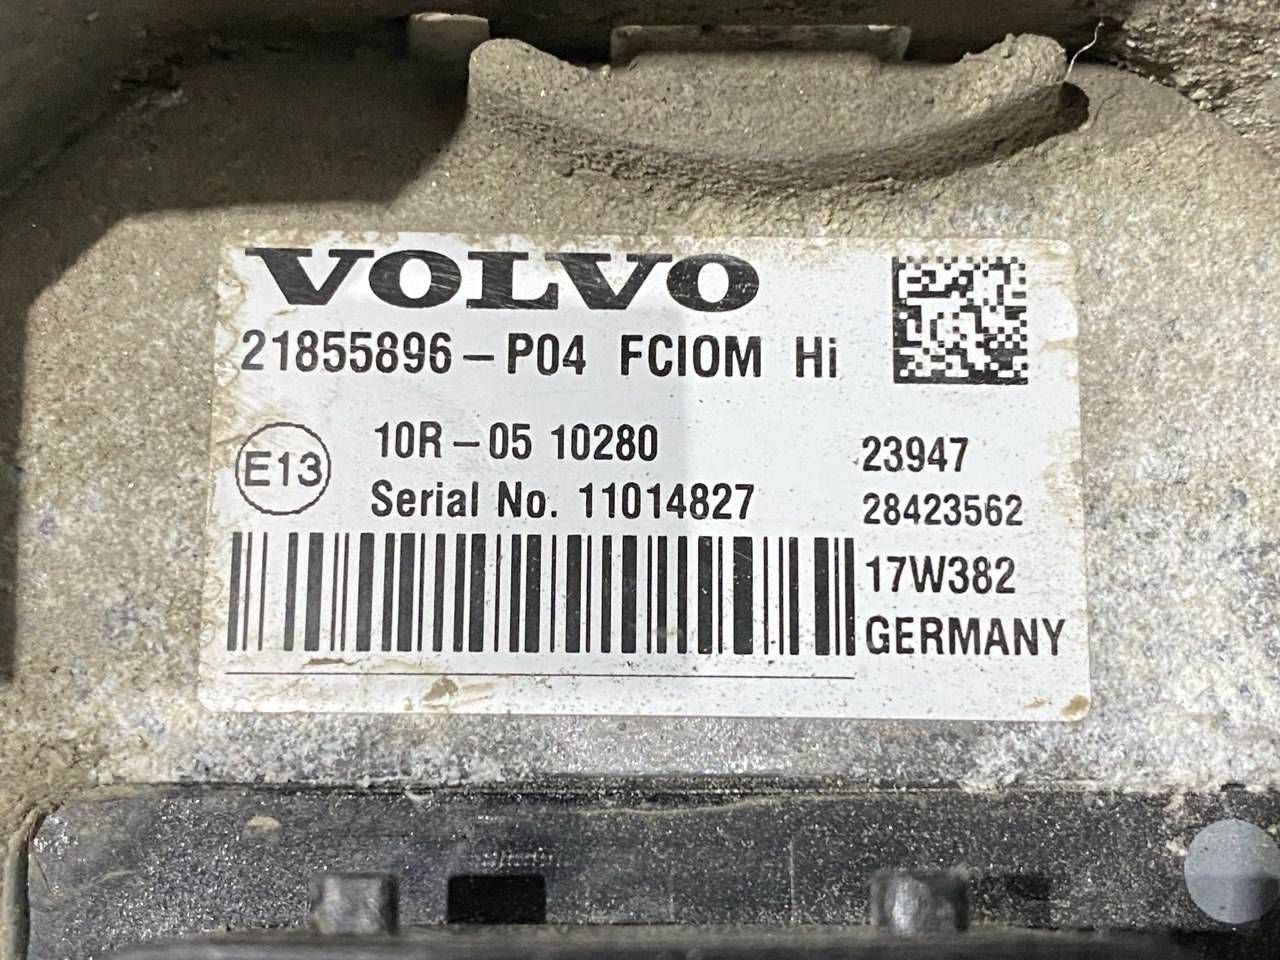 VOLVO
21855896-P04 FCIOM Hi
E13
10R-05 10280
23947
Serial No. 11014827
28423562
17W382
GERMANY